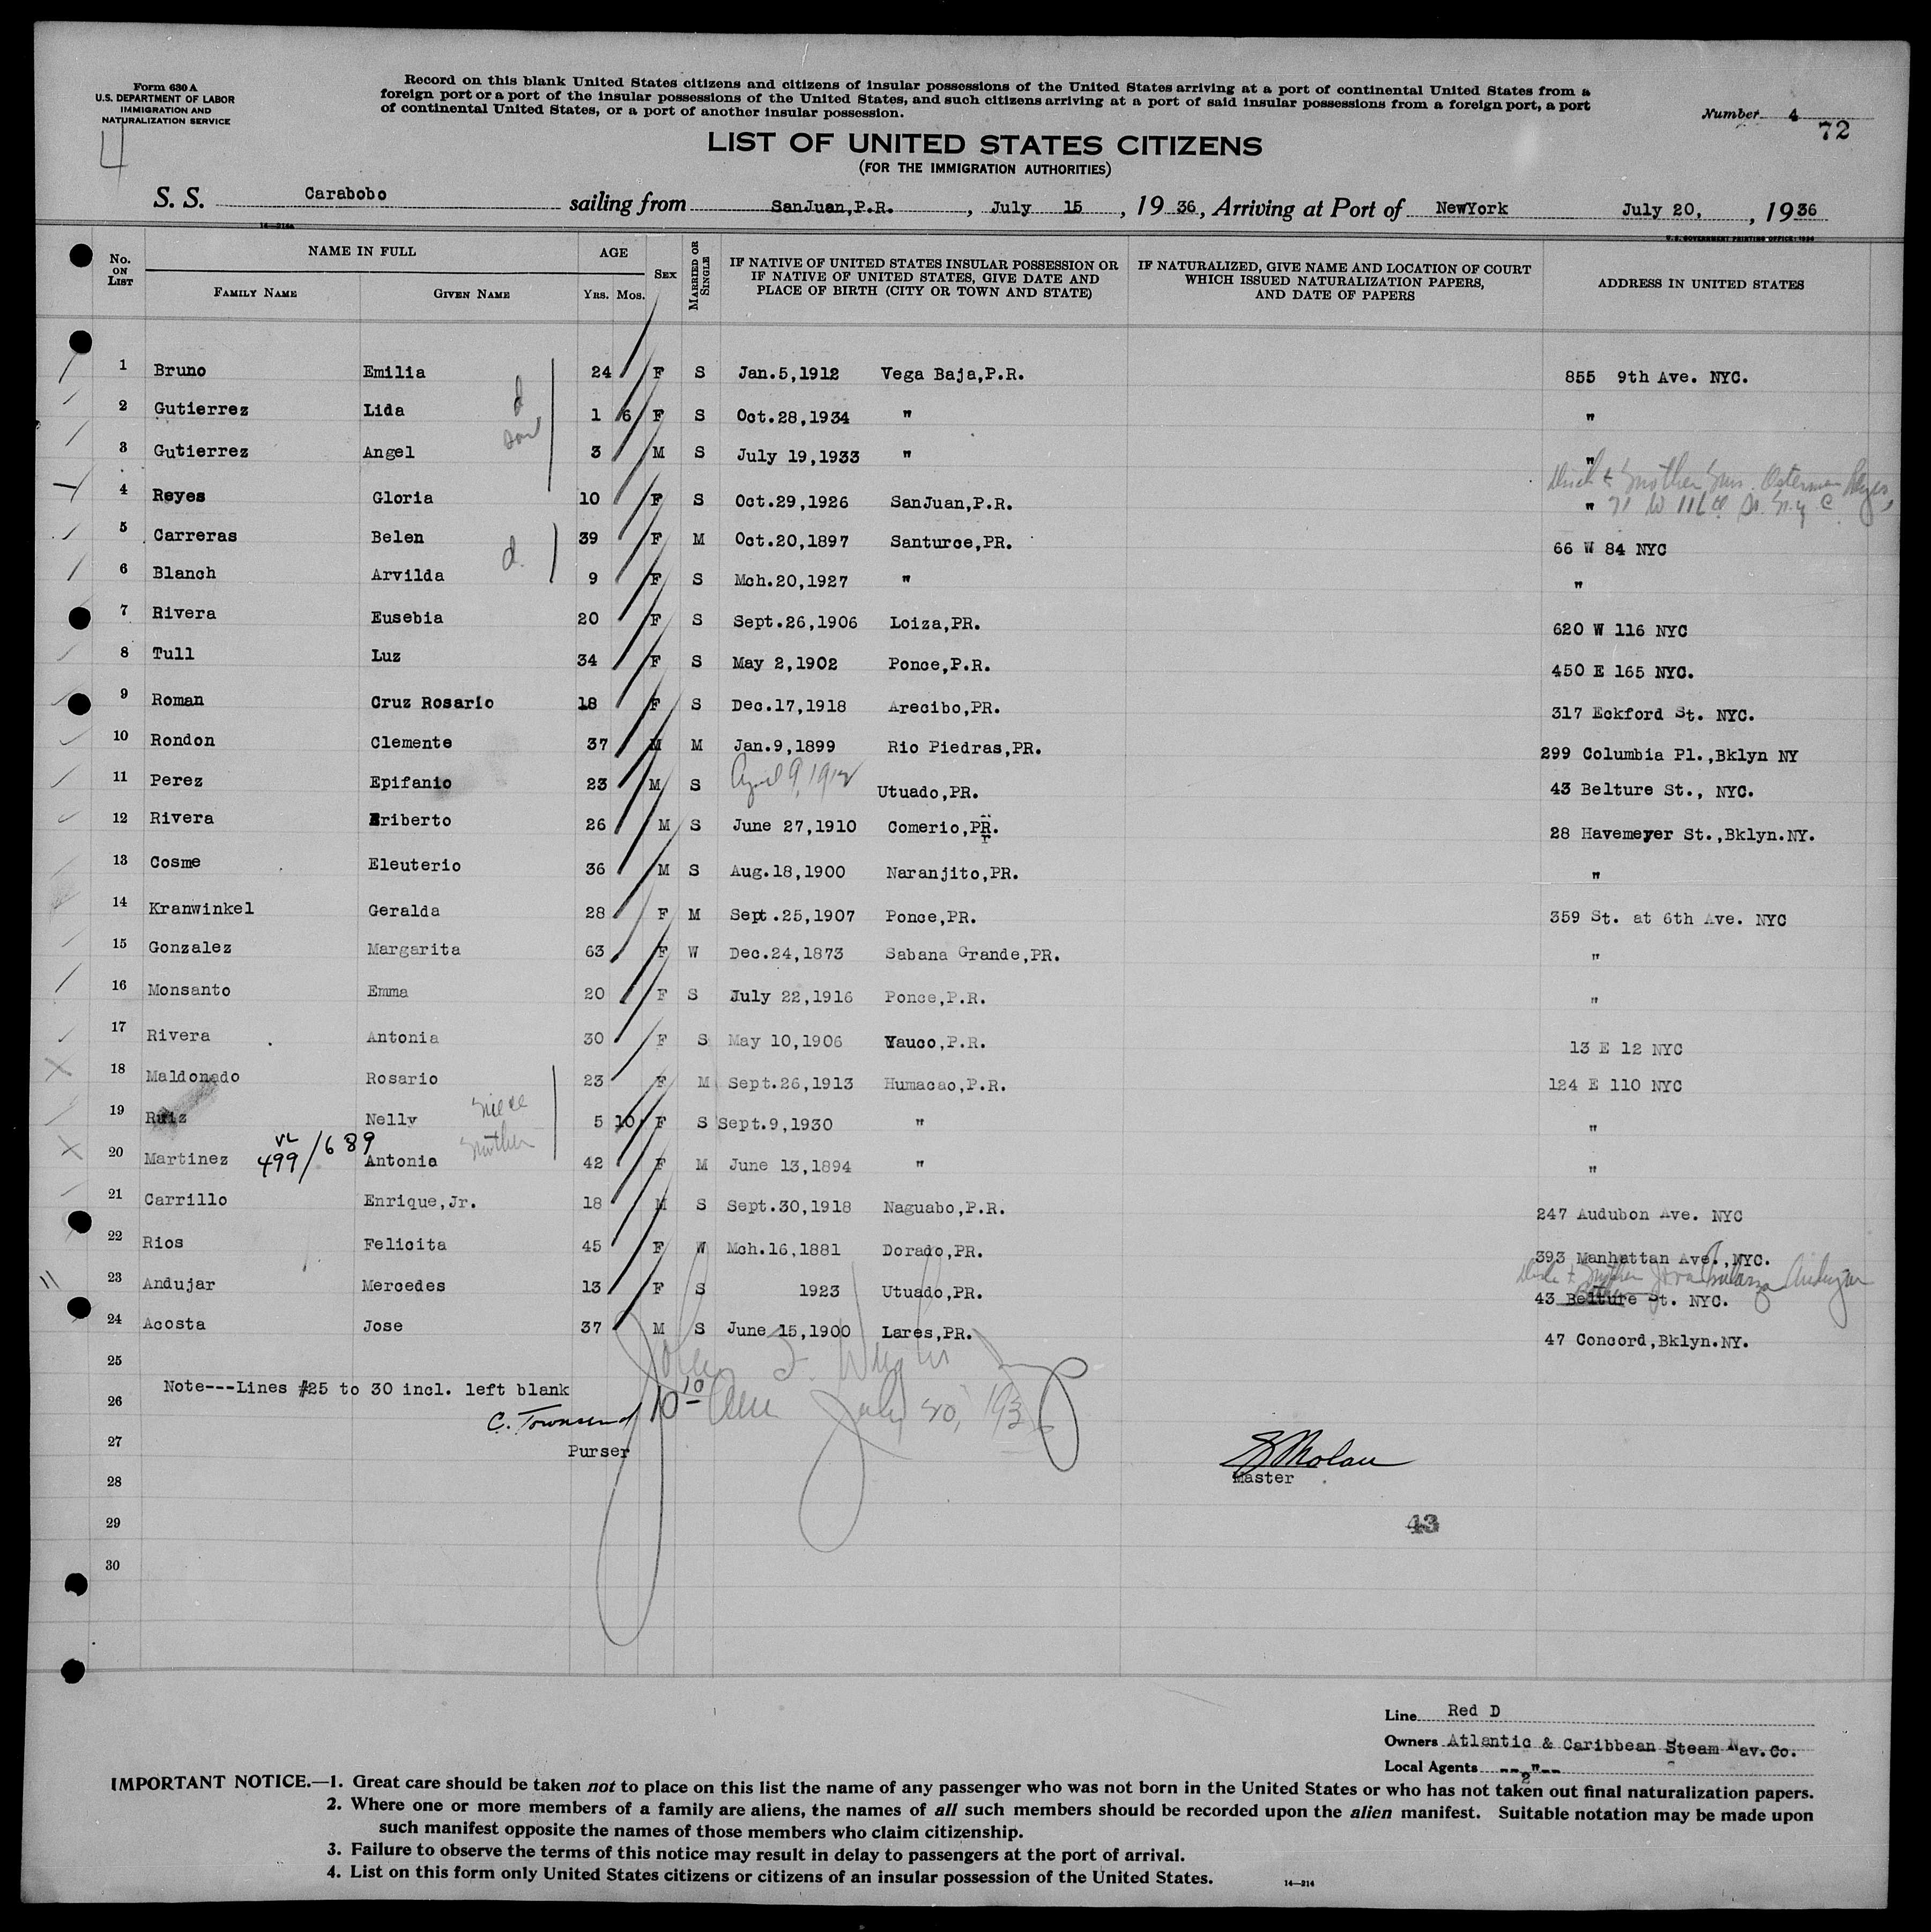 Form 630 A
U.S. DEPARTMENT OF LABOR
IMMIGRATION AND
NATURALIZATION SERVICE
4
Record on this blank United States citizens and citizens of insular possessions of the United States arriving at a port of continental United States from a
foreign port or a port of the insular possessions of the United States, and such citizens arriving at a port of said insular possessions from a foreign port, a port
of continental United States, or a port of another insular possession.
Number 4
72
LIST OF UNITED STATES CITIZENS
(FOR THE IMMIGRATION AUTHORITIES)
S. S. Carabobo sailing from SanJuan,P.R. , July 15 , 19 36 , Arriving at Port of NewYork July 20, , 19 36
U.S. GOVERNMENT PRINTING OFFICE: 1934
No. ON LIST NAME IN FULL FAMILY NAME GIVEN NAME AGE YRS. MOS. SEX MARRIED OR SINGLE IF NATIVE OF UNITED STATES INSULAR POSSESSION OR IF NATIVE OF UNITED STATES, GIVE DATE AND PLACE OF BIRTH (CITY OR TOWN AND STATE) IF NATURALIZED, GIVE NAME AND LOCATION OF COURT WHICH ISSUED NATURALIZATION PAPERS, AND DATE OF PAPERS ADDRESS IN UNITED STATES
1 Bruno Emilia 24 F S Jan.5,1912 Vega Baja,P.R. 855 9th Ave. NYC.
2 Gutierrez Lida d 1 6 F S Oct.28,1934 " "
3 Gutierrez Angel son 3 M S July 19,1933 " "
4 Reyes Gloria 10 F S Oct.29,1926 SanJuan,P.R. "
5 Carreras Belen 39 F M Oct.20,1897 Santurce,PR. 66 W 84 NYC
6 Blanch Arvilda d. 9 F S Mch.20,1927 " "
7 Rivera Eusebia 20 F S Sept.26,1906 Loiza,PR. 620 W 116 NYC
8 Tull Luz 34 F S May 2,1902 Ponce,P.R. 450 E 165 NYC.
9 Roman Cruz Rosario 18 F S Dec.17,1918 Arecibo,PR. 317 Eckford St. NYC.
10 Rondon Clemente 37 M M Jan.9,1899 Rio Piedras,PR. 299 Columbia Pl.,Bklyn NY
11 Perez Epifanio 23 M S April 9, 1912 Utuado,PR. 43 Belture St., NYC.
12 Rivera Eriberto 26 M S June 27,1910 Comerio,PR. 28 Havemeyer St.,Bklyn.NY.
13 Cosme Eleuterio 36 M S Aug.18,1900 Naranjito,PR. "
14 Kranwinkel Geralda 28 F M Sept.25,1907 Ponce,PR. 359 St. at 6th Ave. NYC
15 Gonzalez Margarita 63 F W Dec.24,1873 Sabana Grande,PR. "
16 Monsanto Emma 20 F S July 22,1916 Ponce,P.R. "
17 Rivera Antonia 30 F S May 10,1906 Yauco,P.R. 13 E 12 NYC
18 Maldonado Rosario 23 F M Sept.26,1913 Humacao,P.R. 124 E 110 NYC
19 Ruiz Nelly niece 5 10 F S Sept.9,1930 " "
20 Martinez 499/689 Antonia mother 42 F M June 13,1894 " "
21 Carrillo Enrique,Jr. 18 M S Sept.30,1918 Naguabo,P.R. 247 Audubon Ave. NYC
22 Rios Felicita 45 F W Mch.16,1881 Dorado,PR. 393 Manhattan Ave.,NYC.
23 Andujar Mercedes 13 F S 1923 Utuado,PR. 43 Belture St. NYC.
24 Acosta Jose 37 M S June 15,1900 Lares,PR. 47 Concord,Bklyn.NY.
25
Note---Lines #25 to 30 incl. left blank
26
C. Townsend
10 10 July 20, 1936
27
Purser
28
Master
29
43
30
Line Red D
Owners Atlantic & Caribbean Steam Nav.Co.
Local Agents --"--
2
IMPORTANT NOTICE.—1. Great care should be taken not to place on this list the name of any passenger who was not born in the United States or who has not taken out final naturalization papers.
2. Where one or more members of a family are aliens, the names of all such members should be recorded upon the alien manifest. Suitable notation may be made upon
such manifest opposite the names of those members who claim citizenship.
3. Failure to observe the terms of this notice may result in delay to passengers at the port of arrival.
4. List on this form only United States citizens or citizens of an insular possession of the United States.
14—214